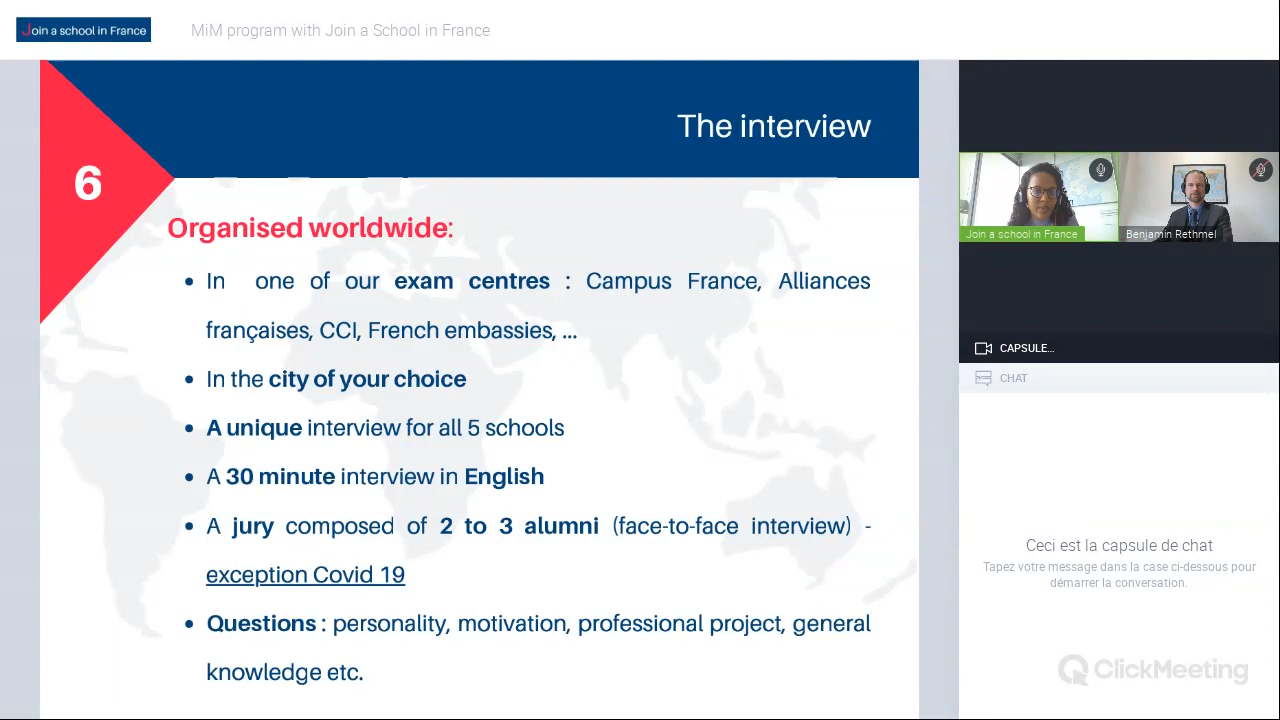 Join a school in France
MiM program with Join a School in France
The interview
6
Organised worldwide:
• In one of our exam centres : Campus France, Alliances
françaises, CCI, French embassies, ...
• In the city of your choice
• A unique interview for all 5 schools
• A 30 minute interview in English
• A jury composed of 2 to 3 alumni (face-to-face interview) -
exception Covid 19
• Questions : personality, motivation, professional project, general
knowledge etc.
Join a school in France
Benjamin Rethmel
CAPSULE...
CHAT
Ceci est la capsule de chat
Tapez votre message dans la case ci-dessous pour
démarrer la conversation.
ClickMeeting